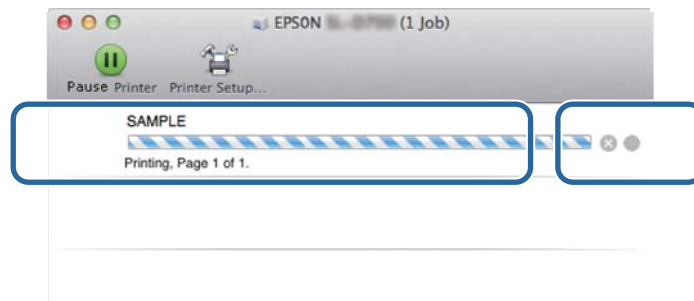 EPSON (1 Job)
Pause Printer Printer Setup...
SAMPLE
Printing, Page 1 of 1.